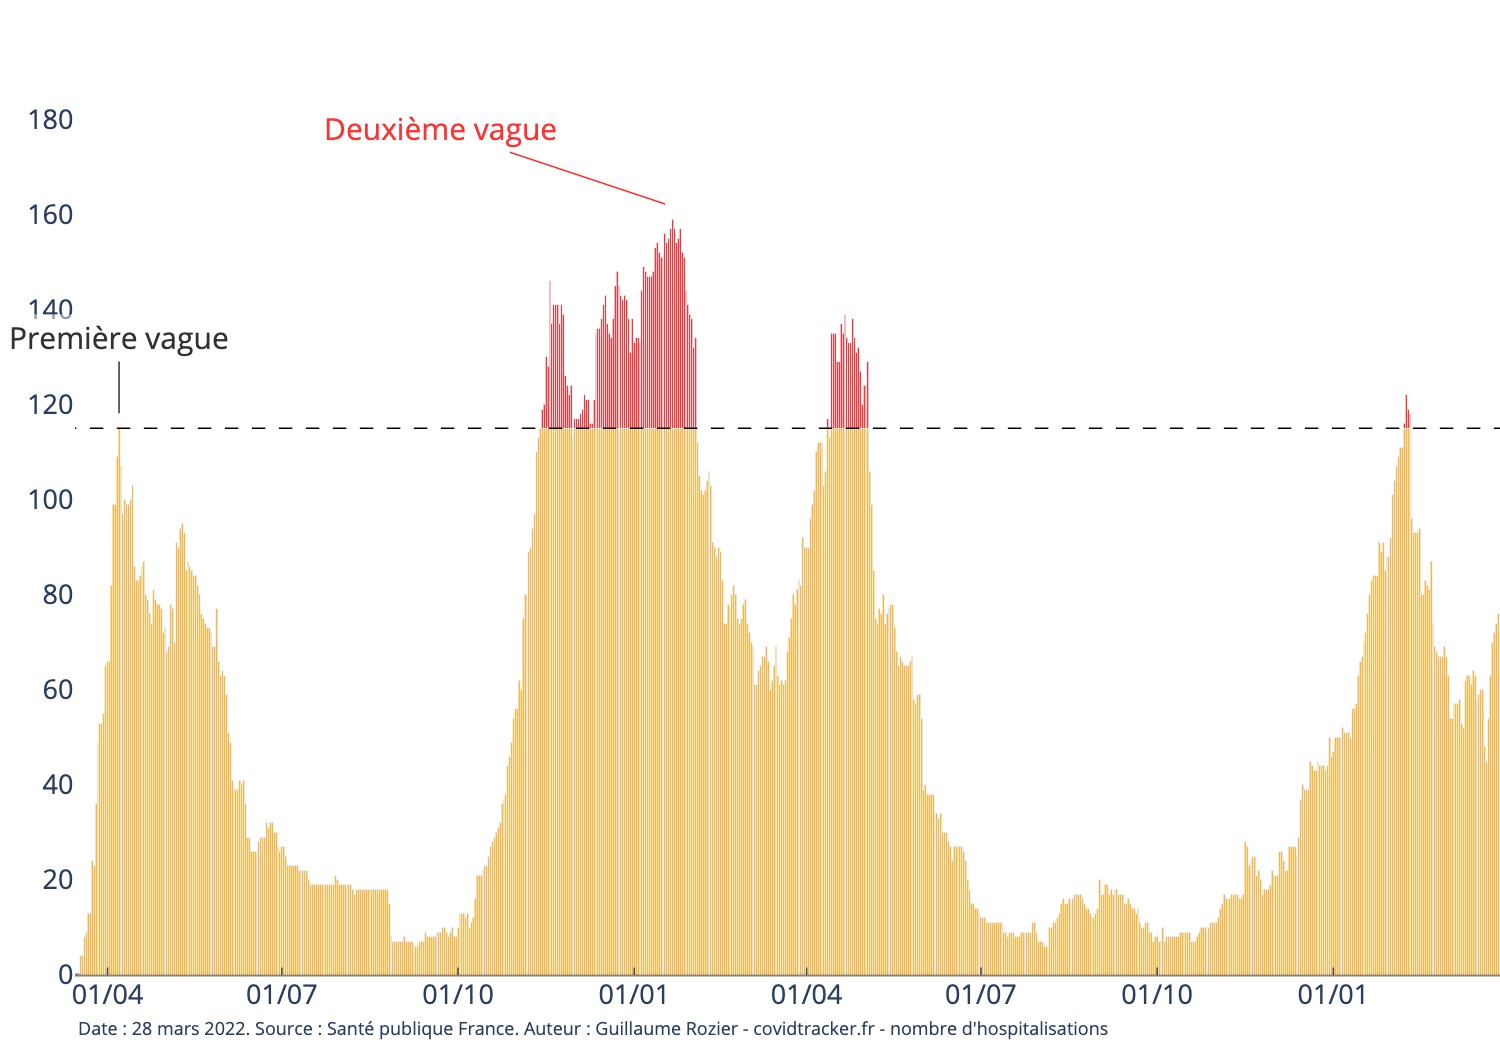 180
Deuxième vague
160
140
Première vague
120
100
80
60
40
20
0
01/04 01/07 01/10 01/01 01/04 01/07 01/10 01/01
Date : 28 mars 2022. Source : Santé publique France. Auteur : Guillaume Rozier - covidtracker.fr - nombre d'hospitalisations